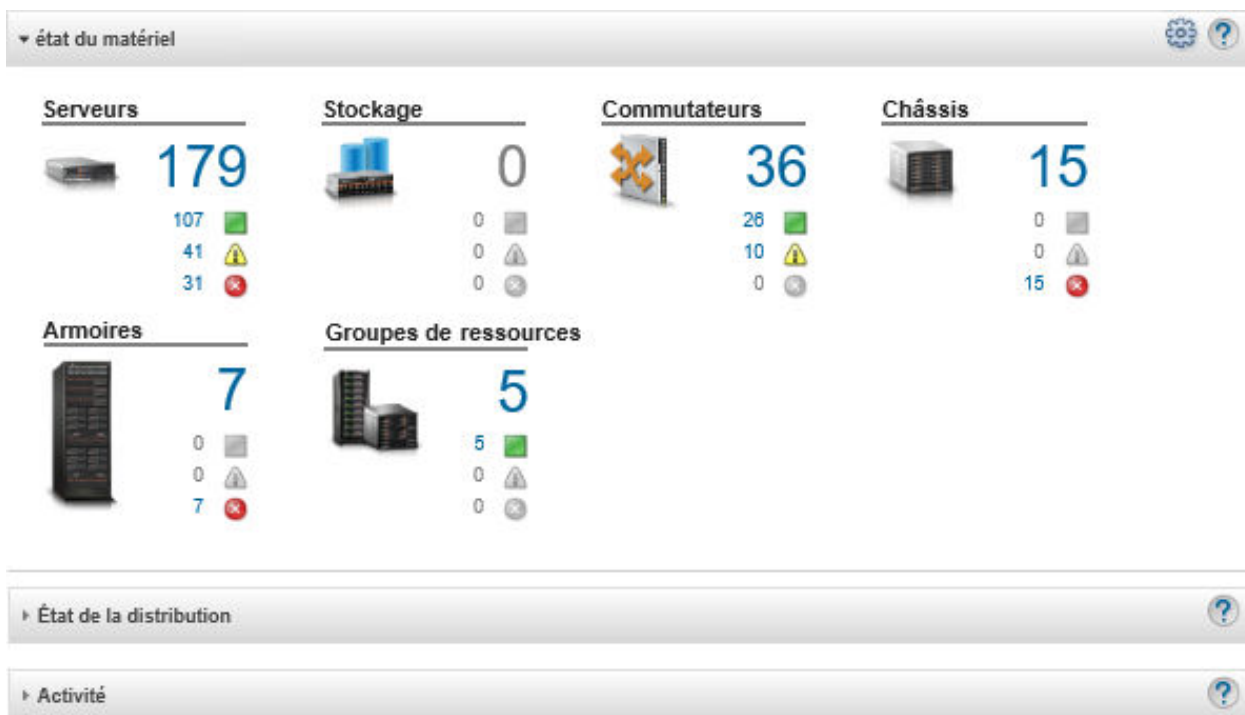 état du matériel
Serveurs
179
107
41
31
Stockage
0
0
0
0
Commutateurs
36
26
10
0
Châssis
15
0
0
15
Armoires
7
0
0
7
Groupes de ressources
5
5
0
0
État de la distribution
Activité